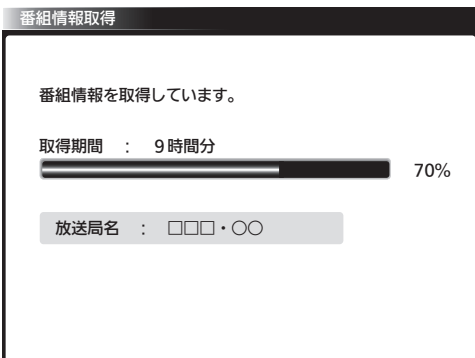 番組情報取得
番組情報を取得しています。
取得期間 : 9時間分
70%
放送局名 : □□□・○○